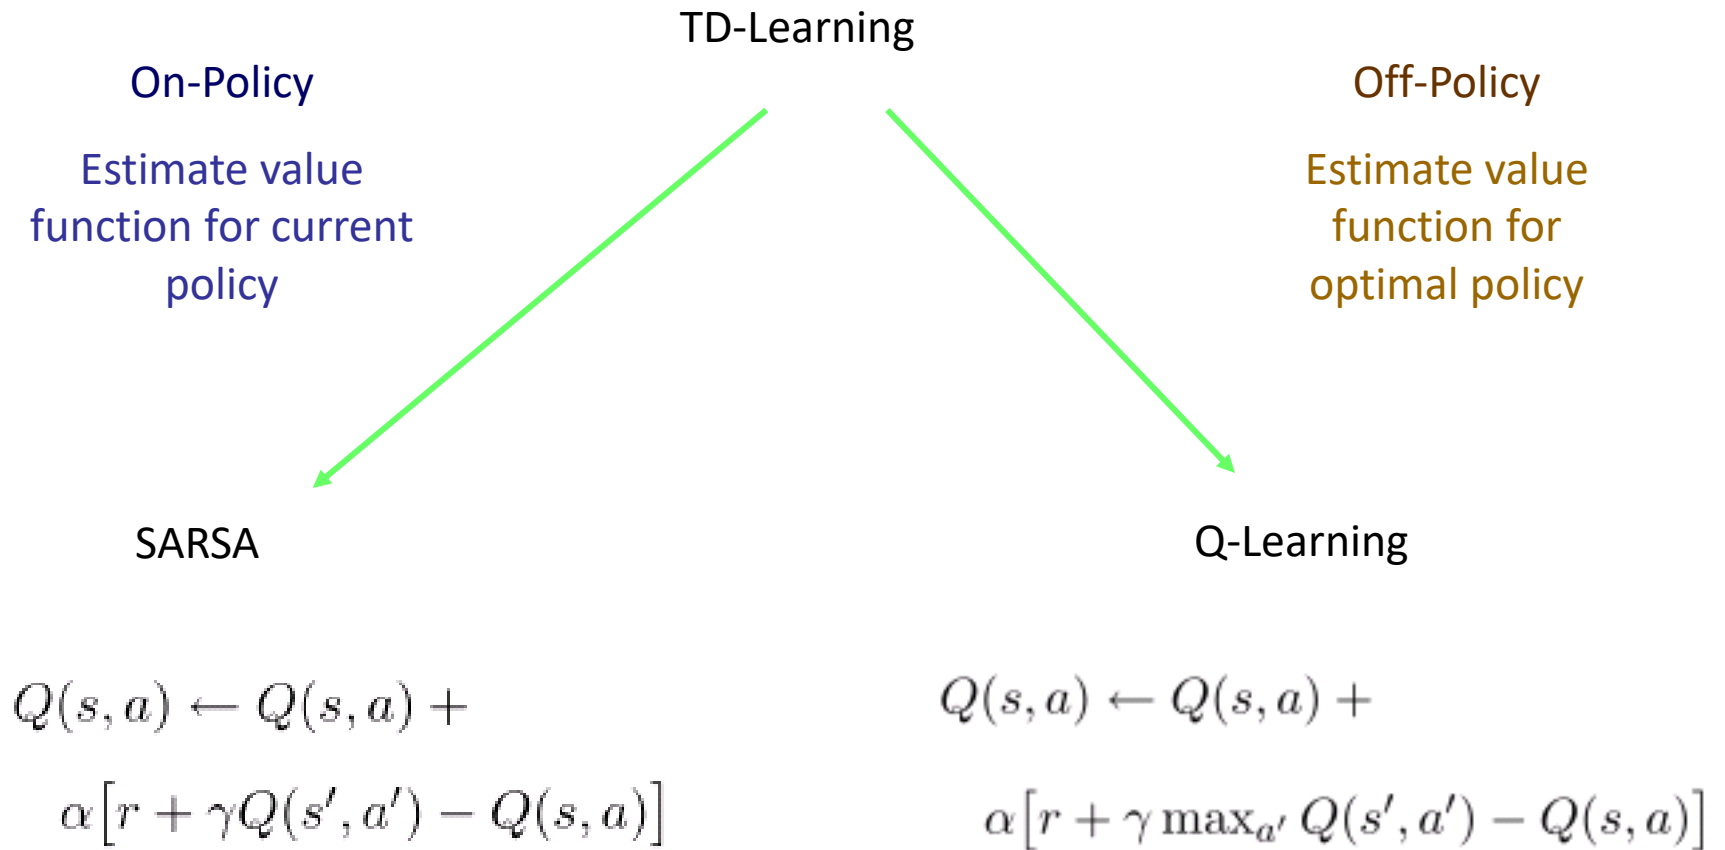 TD-Learning
On-Policy
Estimate value
function for current
policy
Off-Policy
Estimate value
function for
optimal policy
SARSA
Q(s, a) ← Q(s, a) +
α[r + γQ(s′, a′) − Q(s, a)]
Q-Learning
Q(s, a) ← Q(s, a) +
α[r + γ maxₐ′ Q(s′, a′) − Q(s, a)]